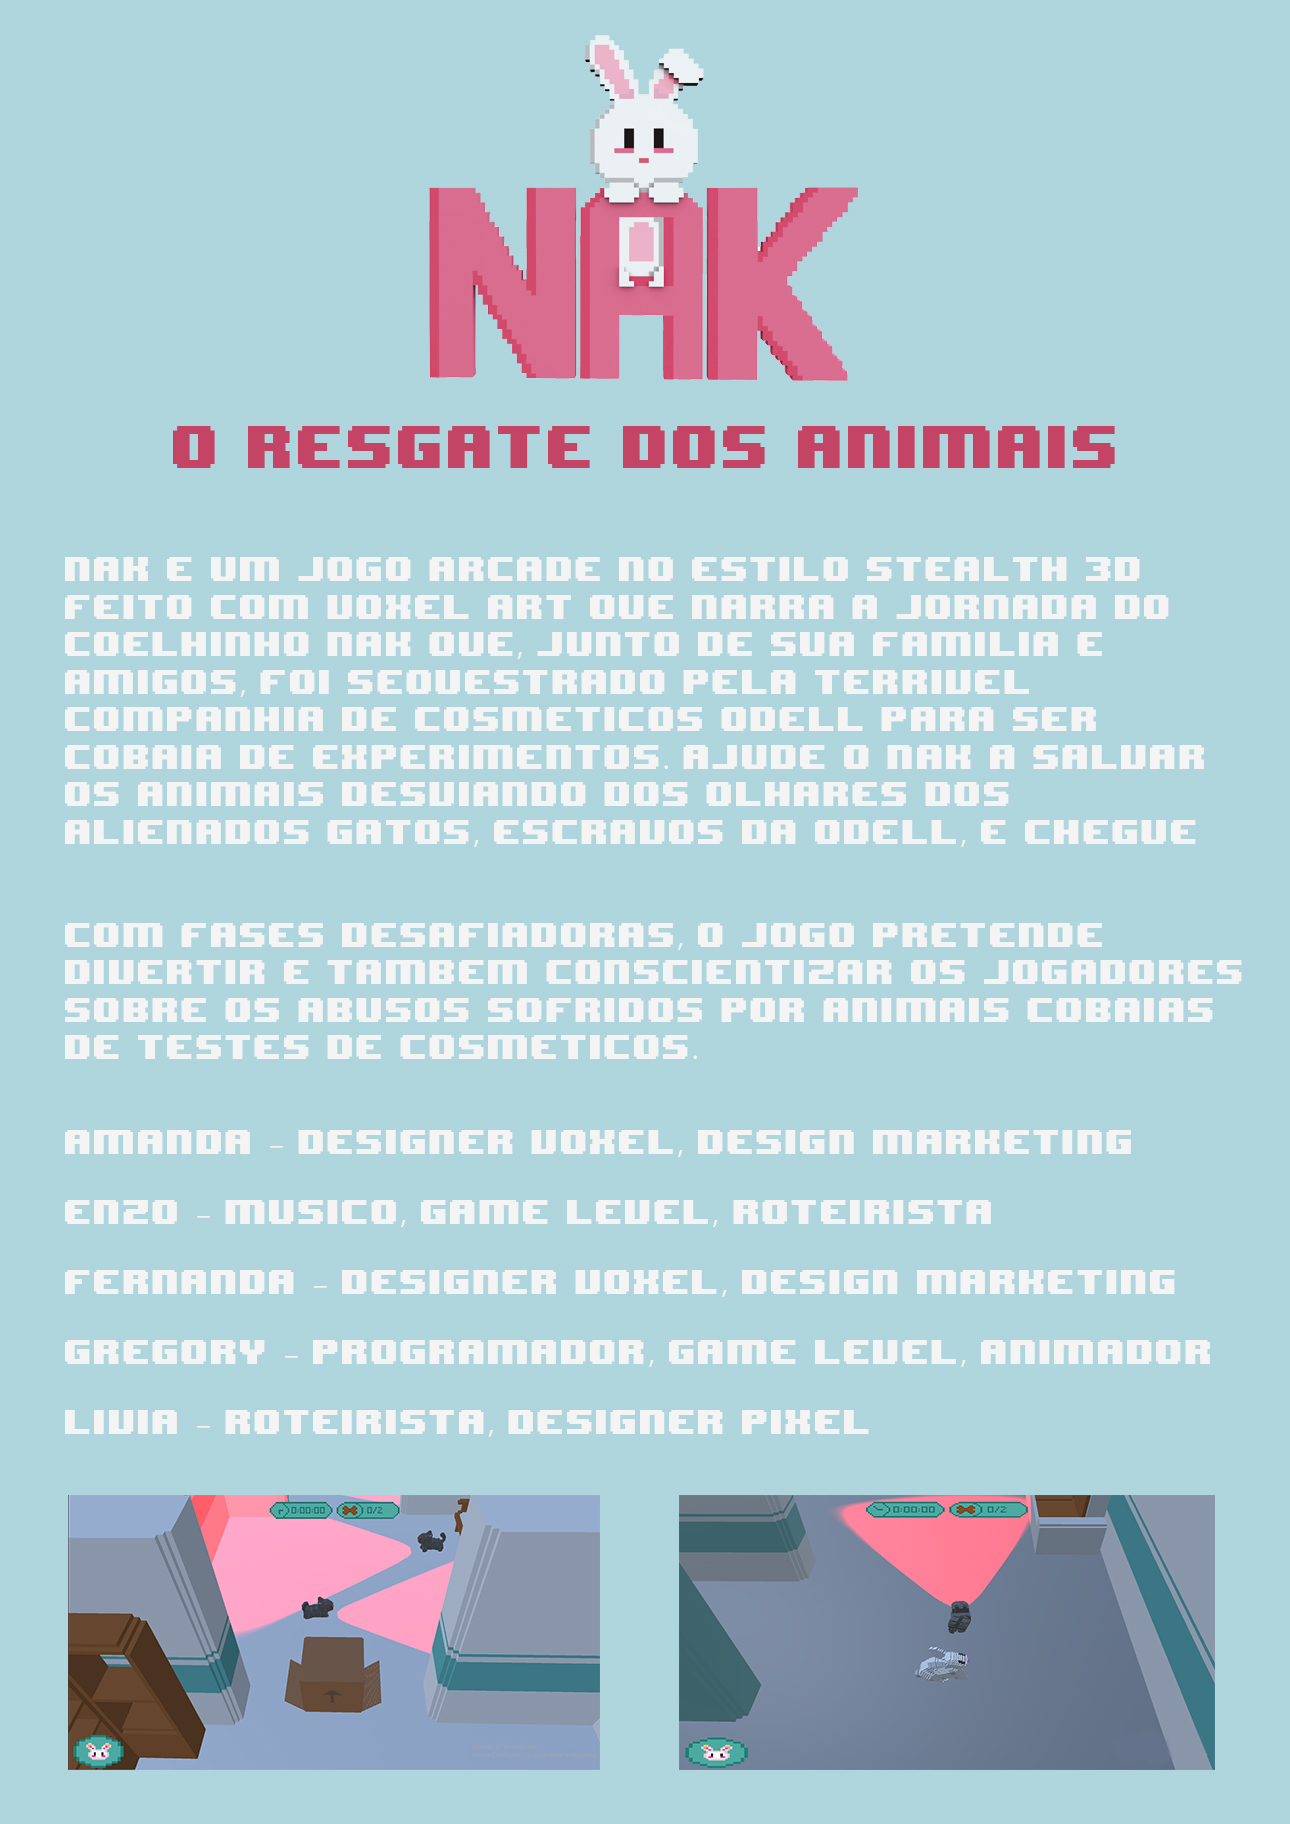 NAK
O RESGATE DOS ANIMAIS
NAK E UM JOGO ARCADE NO ESTILO STEALTH 3D
FEITO COM VOXEL ART QUE NARRA A JORNADA DO
COELHINHO NAK QUE, JUNTO DE SUA FAMILIA E
AMIGOS, FOI SEQUESTRADO PELA TERRIVEL
COMPANHIA DE COSMETICOS ODELL PARA SER
COBAIA DE EXPERIMENTOS. AJUDE O NAK A SALVAR
OS ANIMAIS DESVIANDO DOS OLHARES DOS
ALIENADOS GATOS, ESCRAVOS DA ODELL, E CHEGUE
COM FASES DESAFIADORAS, O JOGO PRETENDE
DIVERTIR E TAMBEM CONSCIENTIZAR OS JOGADORES
SOBRE OS ABUSOS SOFRIDOS POR ANIMAIS COBAIAS
DE TESTES DE COSMETICOS.
AMANDA - DESIGNER VOXEL, DESIGN MARKETING
ENZO - MUSICO, GAME LEVEL, ROTEIRISTA
FERNANDA - DESIGNER VOXEL, DESIGN MARKETING
GREGORY - PROGRAMADOR, GAME LEVEL, ANIMADOR
LIVIA - ROTEIRISTA, DESIGNER PIXEL
0:00:00 0/2
0:00:00 0/2